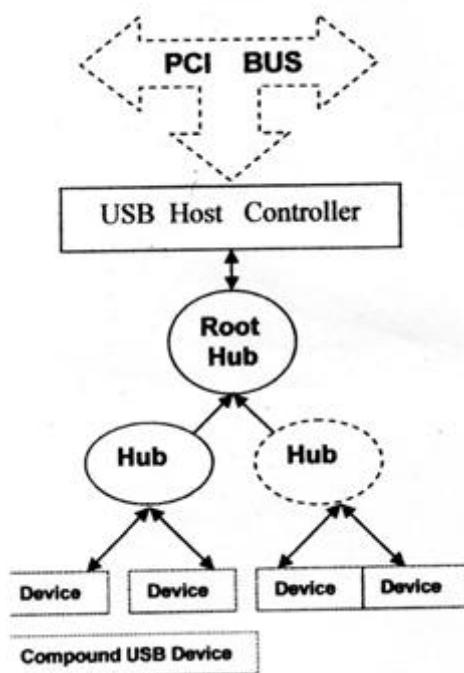 PCI BUS
USB Host Controller
Root
Hub
Hub Hub
Device Device Device Device
Compound USB Device